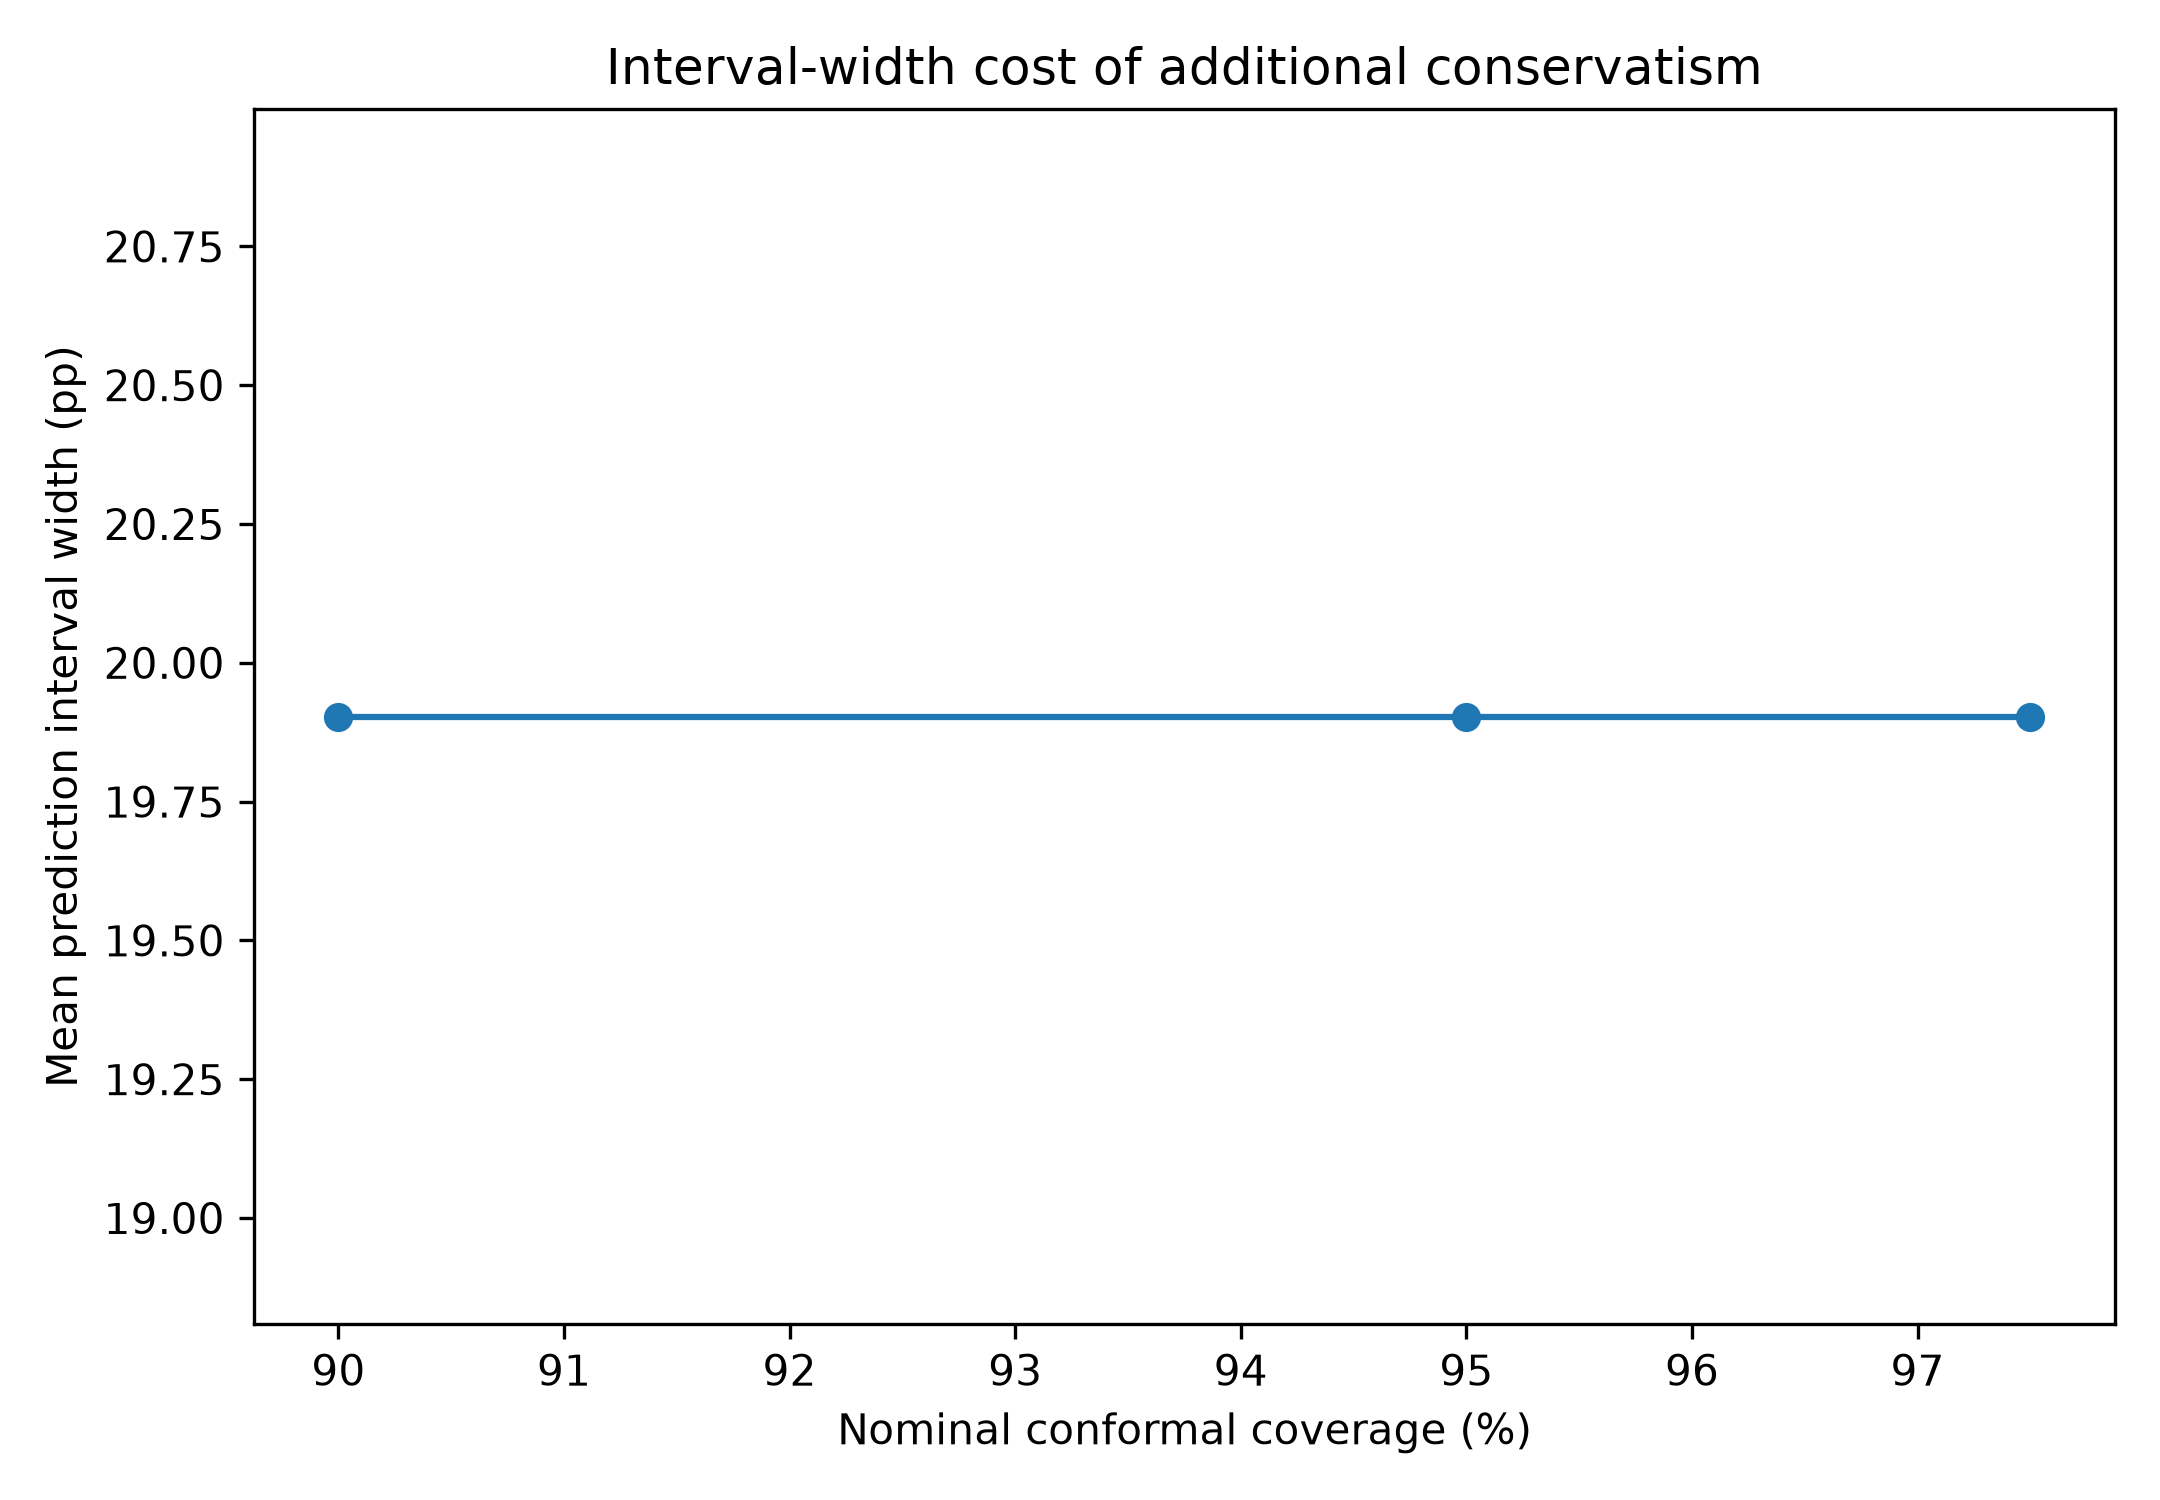 Interval-width cost of additional conservatism
Mean prediction interval width (pp)
20.75
20.50
20.25
20.00
19.75
19.50
19.25
19.00
90 91 92 93 94 95 96 97
Nominal conformal coverage (%)